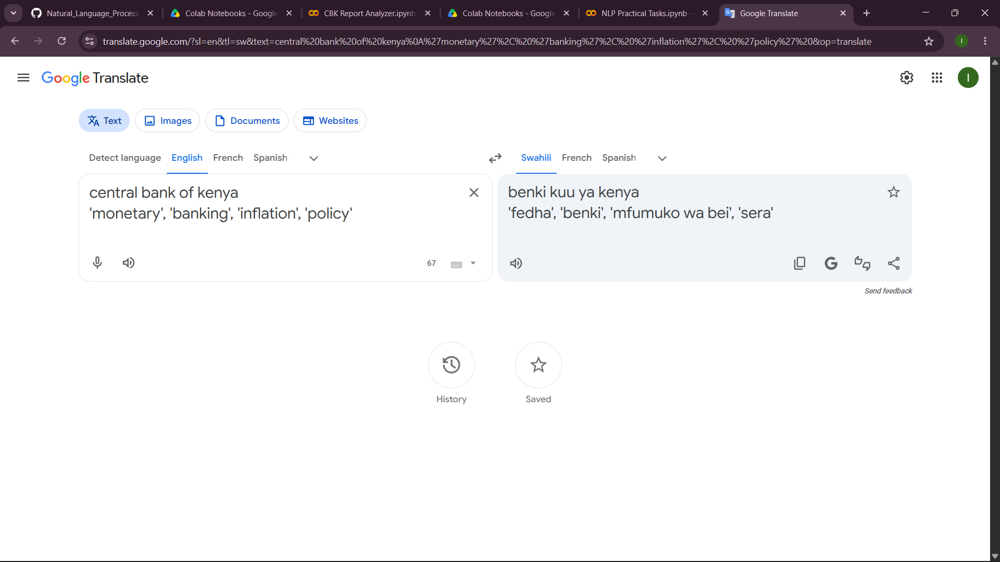 Natural_Language_Process
Colab Notebooks - Google
CBK Report Analyzer.ipynb
Colab Notebooks - Google
NLP Practical Tasks.ipynb -
Google Translate
translate.google.com/?sl=en&tl=sw&text=central%20bank%20of%20kenya%0A%27monetary%27%2C%20%27banking%27%2C%20%27inflation%27%2C%20%27policy%27%20&op=translate
I
Google Translate
I
Text
Images
Documents
Websites
Detect language
English
French
Spanish
Swahili
French
Spanish
central bank of kenya
'monetary', 'banking', 'inflation', 'policy'
67
benki kuu ya kenya
'fedha', 'benki', 'mfumuko wa bei', 'sera'
Send feedback
History
Saved